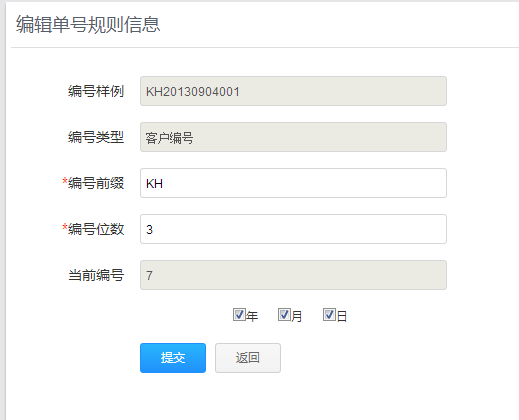 编辑单号规则信息
编号样例 KH20130904001
编号类型 客户编号
*编号前缀 KH
*编号位数 3
当前编号 7
年 月 日
提交 返回